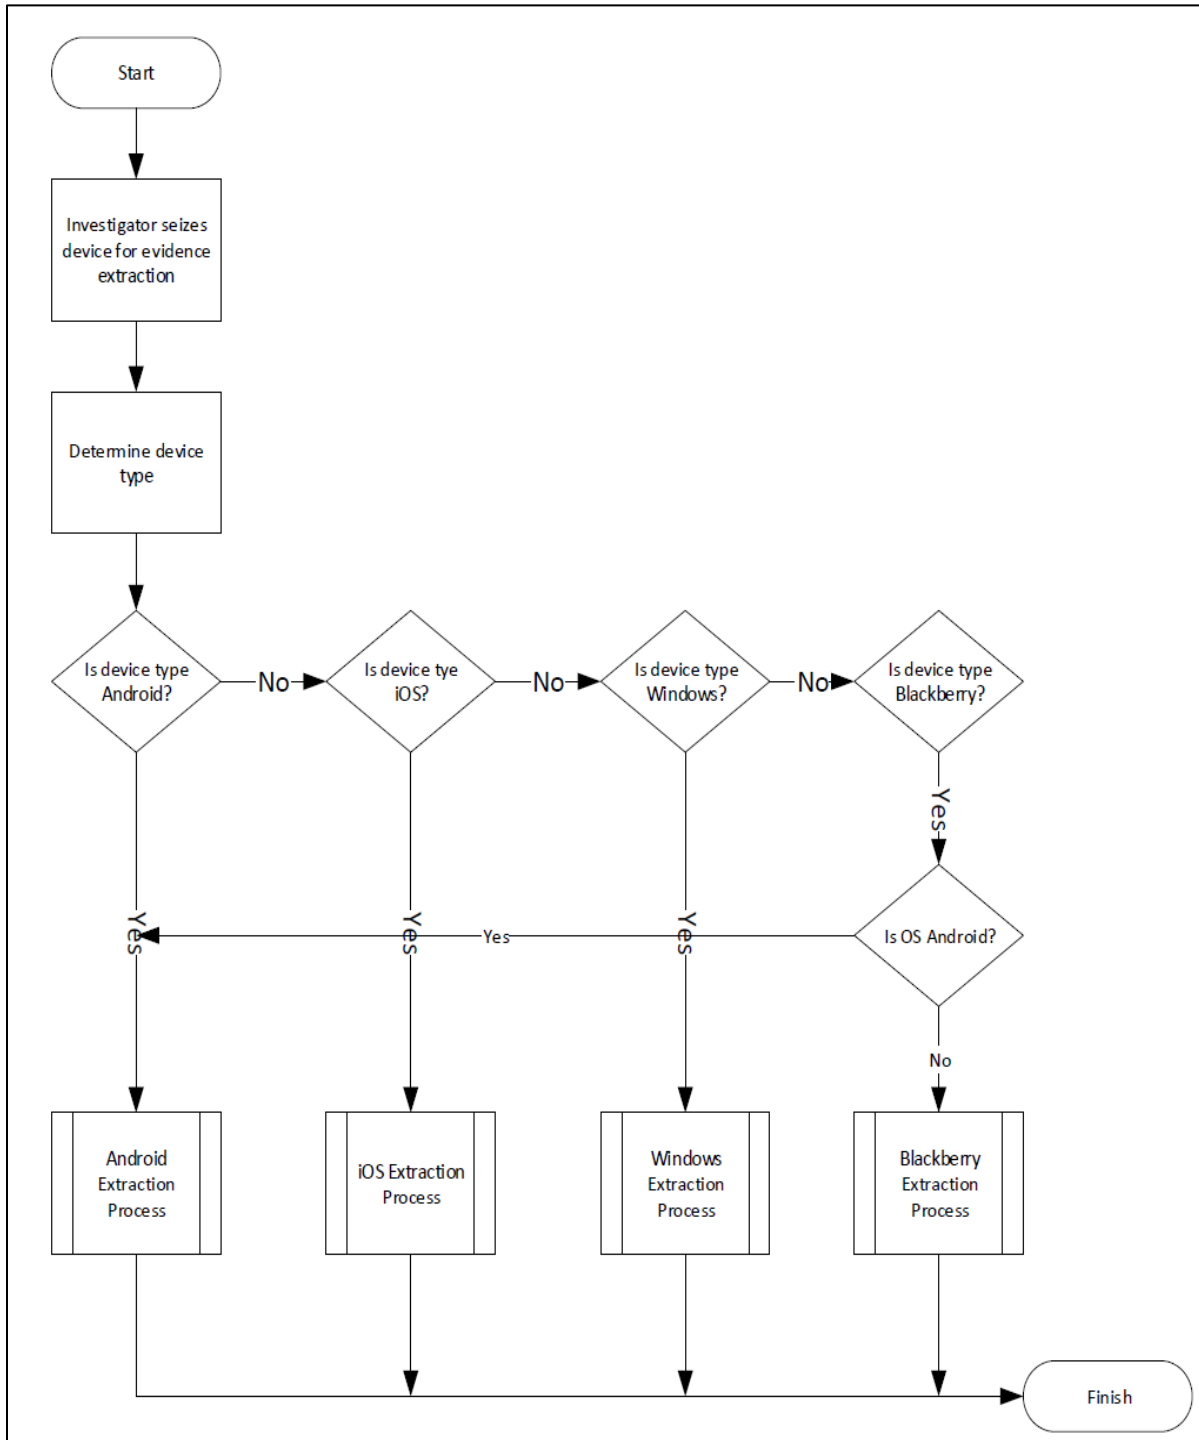 Start
Investigator seizes
device for evidence
extraction
Determine device
type
Is device type
Android?
No
Is device tye
iOS?
No
Is device type
Windows?
No
Is device type
Blackberry?
Yes
Yes
Yes
Yes
Yes
Is OS Android?
No
Android
Extraction
Process
iOS Extraction
Process
Windows
Extraction
Process
Blackberry
Extraction
Process
Finish